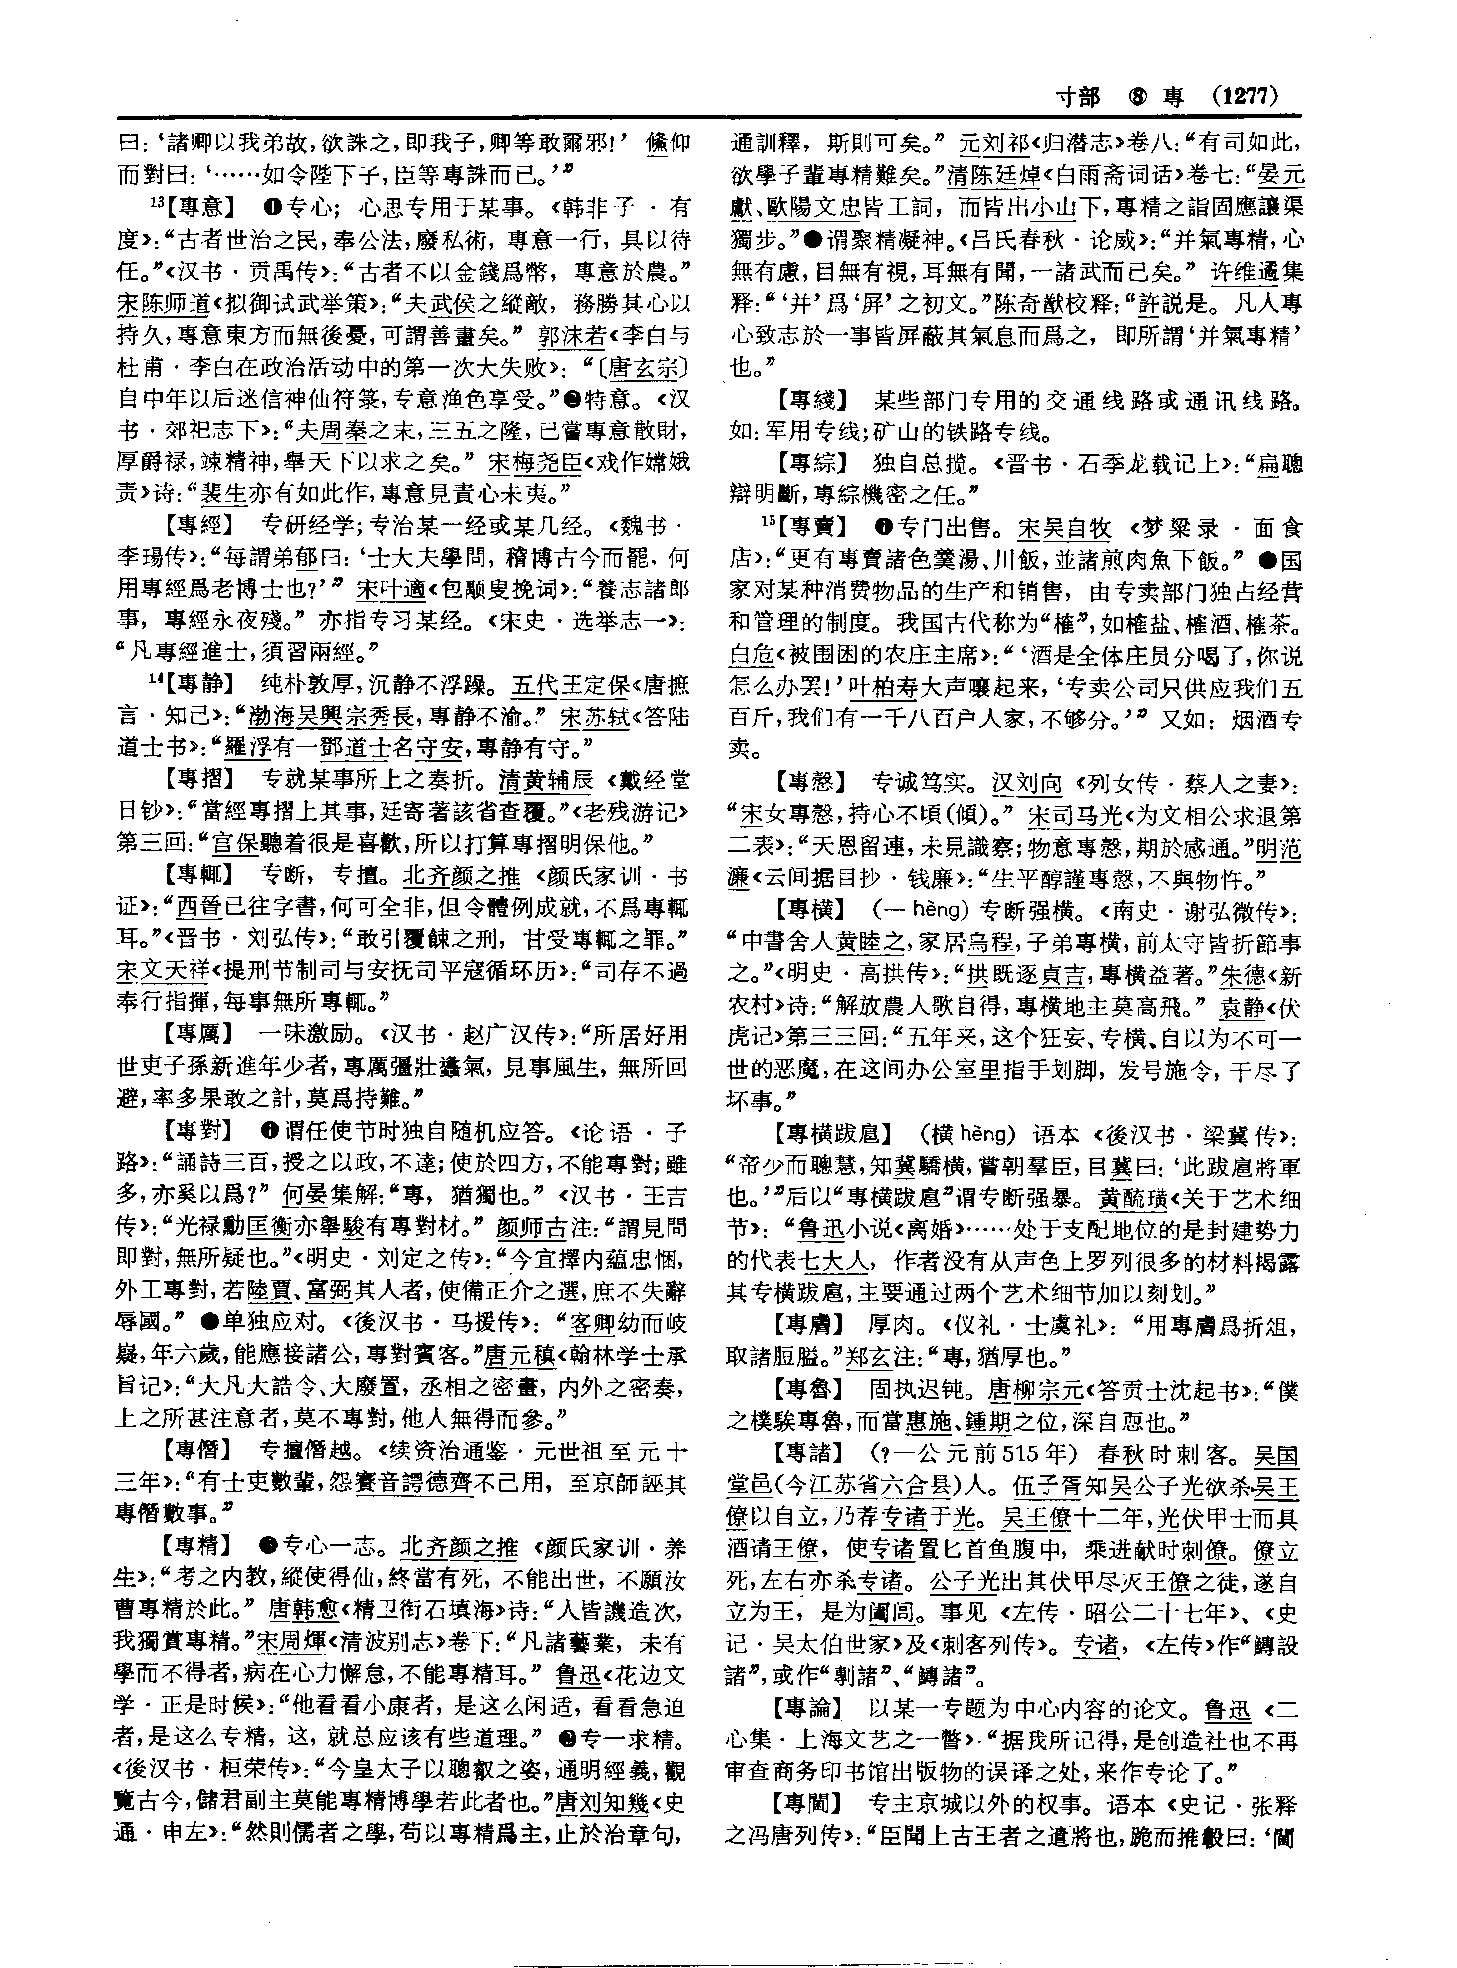 寸部 ⑧ 專 (1277)
曰:‘諸卿以我弟故,欲誅之,即我子,卿等敢爾邪!’ 儵仰
而對曰:‘……如令陛下子,臣等專誅而已。’”
¹³【專意】 ❶专心; 心思专用于某事。《韩非子·有
度》:“古者世治之民,奉公法,廢私術, 專意一行, 具以待
任。”《汉书·贡禹传》:“古者不以金錢爲幣, 專意於農。”
宋陈师道《拟御试武举策》:“夫武侯之縱敵, 務勝其心以
持久,專意東方而無後憂,可謂善畫矣。” 郭沫若《李白与
杜甫·李白在政治活动中的第一次大失败》: “〔唐玄宗〕
自中年以后迷信神仙符箓,专意渔色享受。”❷特意。《汉
书·郊祀志下》:“夫周秦之末,三五之隆,已嘗專意散財,
厚爵禄,竦精神,舉天下以求之矣。” 宋梅尧臣《戏作嫦娥
责》诗:“裴生亦有如此作,專意見責心未夷。”
【專經】 专研经学;专治某一经或某几经。《魏书·
李瑒传》:“每謂弟郁曰:‘士大夫學問, 稽博古今而罷, 何
用專經爲老博士也?’” 宋叶適《包颙叟挽词》:“養志諸郎
事, 專經永夜殘。” 亦指专习某经。《宋史·选举志一》:
“凡專經進士,須習兩經。”
¹⁴【專静】 纯朴敦厚,沉静不浮躁。五代王定保《唐摭
言·知己》:“渤海吴興宗秀長,專静不渝。” 宋苏轼《答陆
道士书》:“羅浮有一鄧道士名守安,專静有守。”
【專摺】 专就某事所上之奏折。清黄辅辰《戴经堂
日钞》:“當經專摺上其事,廷寄著該省查覆。”《老残游记》
第三回:“宫保聽着很是喜歡,所以打算專摺明保他。”
【專輒】 专断, 专擅。北齐颜之推《颜氏家训·书
证》:“西晉已往字書,何可全非,但令體例成就,不爲專輒
耳。”《晋书·刘弘传》:“敢引覆餗之刑, 甘受專輒之罪。”
宋文天祥《提刑节制司与安抚司平寇循环历》:“司存不過
奉行指揮,每事無所專輒。”
【專厲】 一味激励。《汉书·赵广汉传》:“所居好用
世吏子孫新進年少者,專厲彊壯蠭氣, 見事風生, 無所回
避,率多果敢之計,莫爲持難。”
【專對】 ❶谓任使节时独自随机应答。《论语·子
路》:“誦詩三百,授之以政,不達;使於四方,不能專對;雖
多,亦奚以爲?” 何晏集解:“專, 猶獨也。”《汉书·王吉
传》:“光禄勳匡衡亦舉駿有專對材。” 颜师古注:“謂見問
即對,無所疑也。”《明史·刘定之传》:“今宜擇内藴忠悃,
外工專對,若陸賈、富弼其人者,使備正介之選,庶不失辭
辱國。” ❷单独应对。《後汉书·马援传》: “客卿幼而岐
嶷,年六歲,能應接諸公,專對賓客。”唐元稹《翰林学士承
旨记》:“大凡大誥令、大廢置, 丞相之密畫, 内外之密奏,
上之所甚注意者,莫不專對,他人無得而參。”
【專僭】 专擅僭越。《续资治通鉴·元世祖至元十
三年》:“有士吏數輩,怨賽音諤德齊不己用, 至京師誣其
專僭數事。”
【專精】 ❶专心一志。北齐颜之推《颜氏家训·养
生》:“考之内教,縱使得仙,終當有死, 不能出世, 不願汝
曹專精於此。” 唐韩愈《精卫衔石填海》诗:“人皆譏造次,
我獨賞專精。”宋周煇《清波别志》卷下:“凡諸藝業, 未有
學而不得者,病在心力懈怠,不能專精耳。” 鲁迅《花边文
学·正是时候》:“他看看小康者, 是这么闲适, 看看急迫
者,是这么专精, 这, 就总应该有些道理。” ❷专一求精。
《後汉书·桓荣传》:“今皇太子以聰叡之姿,通明經義,觀
覽古今,儲君副主莫能專精博學若此者也。”唐刘知幾《史
通·申左》:“然則儒者之學,苟以專精爲主,止於治章句,
通訓釋, 斯則可矣。” 元刘祁《归潜志》卷八:“有司如此,
欲學子輩專精難矣。”清陈廷焯《白雨斋词话》卷七:“晏元
獻、歐陽文忠皆工詞, 而皆出小山下,專精之詣固應讓渠
獨步。”❸谓聚精凝神。《吕氏春秋·论威》:“并氣專精,心
無有慮,目無有視,耳無有聞,一諸武而已矣。” 许维遹集
释:“‘并’爲‘屏’之初文。”陈奇猷校释:“許説是。凡人專
心致志於一事皆屏蔽其氣息而爲之, 即所謂‘并氣專精’
也。”
【專綫】 某些部门专用的交通线路或通讯线路。
如:军用专线;矿山的铁路专线。
【專綜】 独自总揽。《晋书·石季龙载记上》:“扁聰
辯明斷,專綜機密之任。”
¹⁵【專賣】 ❶专门出售。宋吴自牧《梦粱录·面食
店》:“更有專賣諸色羹湯、川飯,並諸煎肉魚下飯。” ❷国
家对某种消费物品的生产和销售, 由专卖部门独占经营
和管理的制度。我国古代称为“榷”,如榷盐、榷酒、榷茶。
白危《被围困的农庄主席》:“‘酒是全体庄员分喝了,你说
怎么办罢!’叶柏寿大声嚷起来,‘专卖公司只供应我们五
百斤,我们有一千八百户人家,不够分。’” 又如: 烟酒专
卖。
【專慤】 专诚笃实。汉刘向《列女传·蔡人之妻》:
“宋女專慤,持心不頃(傾)。” 宋司马光《为文相公求退第
二表》:“天恩留連,未見識察;物意專慤,期於感通。”明范
濂《云间据目抄·钱廉》:“生平醇謹專慤,不與物忤。”
【專横】 (—hèng) 专断强横。《南史·谢弘微传》:
“中書舍人黄睦之,家居烏程,子弟專横,前太守皆折節事
之。”《明史·高拱传》:“拱既逐貞吉,專横益著。”朱德《新
农村》诗:“解放農人歌自得,專横地主莫高飛。” 袁静《伏
虎记》第三三回:“五年来,这个狂妄、专横、自以为不可一
世的恶魔,在这间办公室里指手划脚, 发号施令, 干尽了
坏事。”
【專横跋扈】 (横hèng) 语本《後汉书·梁冀传》:
“帝少而聰慧,知冀驕横,嘗朝羣臣,目冀曰:‘此跋扈將軍
也。’”后以“專横跋扈”谓专断强暴。黄酼璜《关于艺术细
节》: “鲁迅小说《离婚》……处于支配地位的是封建势力
的代表七大人, 作者没有从声色上罗列很多的材料揭露
其专横跋扈,主要通过两个艺术细节加以刻划。”
【專膚】 厚肉。《仪礼·士虞礼》: “用專膚爲折俎,
取諸脰膉。”郑玄注:“專,猶厚也。”
【專魯】 固执迟钝。唐柳宗元《答贡士沈起书》:“僕
之樸騃專魯,而當惠施、鍾期之位,深自恧也。”
【專諸】 (?—公元前515年) 春秋时刺客。吴国
堂邑(今江苏省六合县)人。伍子胥知吴公子光欲杀吴王
僚以自立,乃荐专诸于光。吴王僚十二年,光伏甲士而具
酒请王僚, 使专诸置匕首鱼腹中, 乘进献时刺僚。僚立
死,左右亦杀专诸。公子光出其伏甲尽灭王僚之徒,遂自
立为王, 是为阖闾。事见《左传·昭公二十七年》、《史
记·吴太伯世家》及《刺客列传》。专诸, 《左传》作“鱄設
諸”,或作“剸諸”、“鱄諸”。
【專論】 以某一专题为中心内容的论文。鲁迅《二
心集·上海文艺之一瞥》:“据我所记得,是创造社也不再
审查商务印书馆出版物的误译之处,来作专论了。”
【專閫】 专主京城以外的权事。语本《史记·张释
之冯唐列传》:“臣聞上古王者之遣將也,跪而推轂曰:‘閫